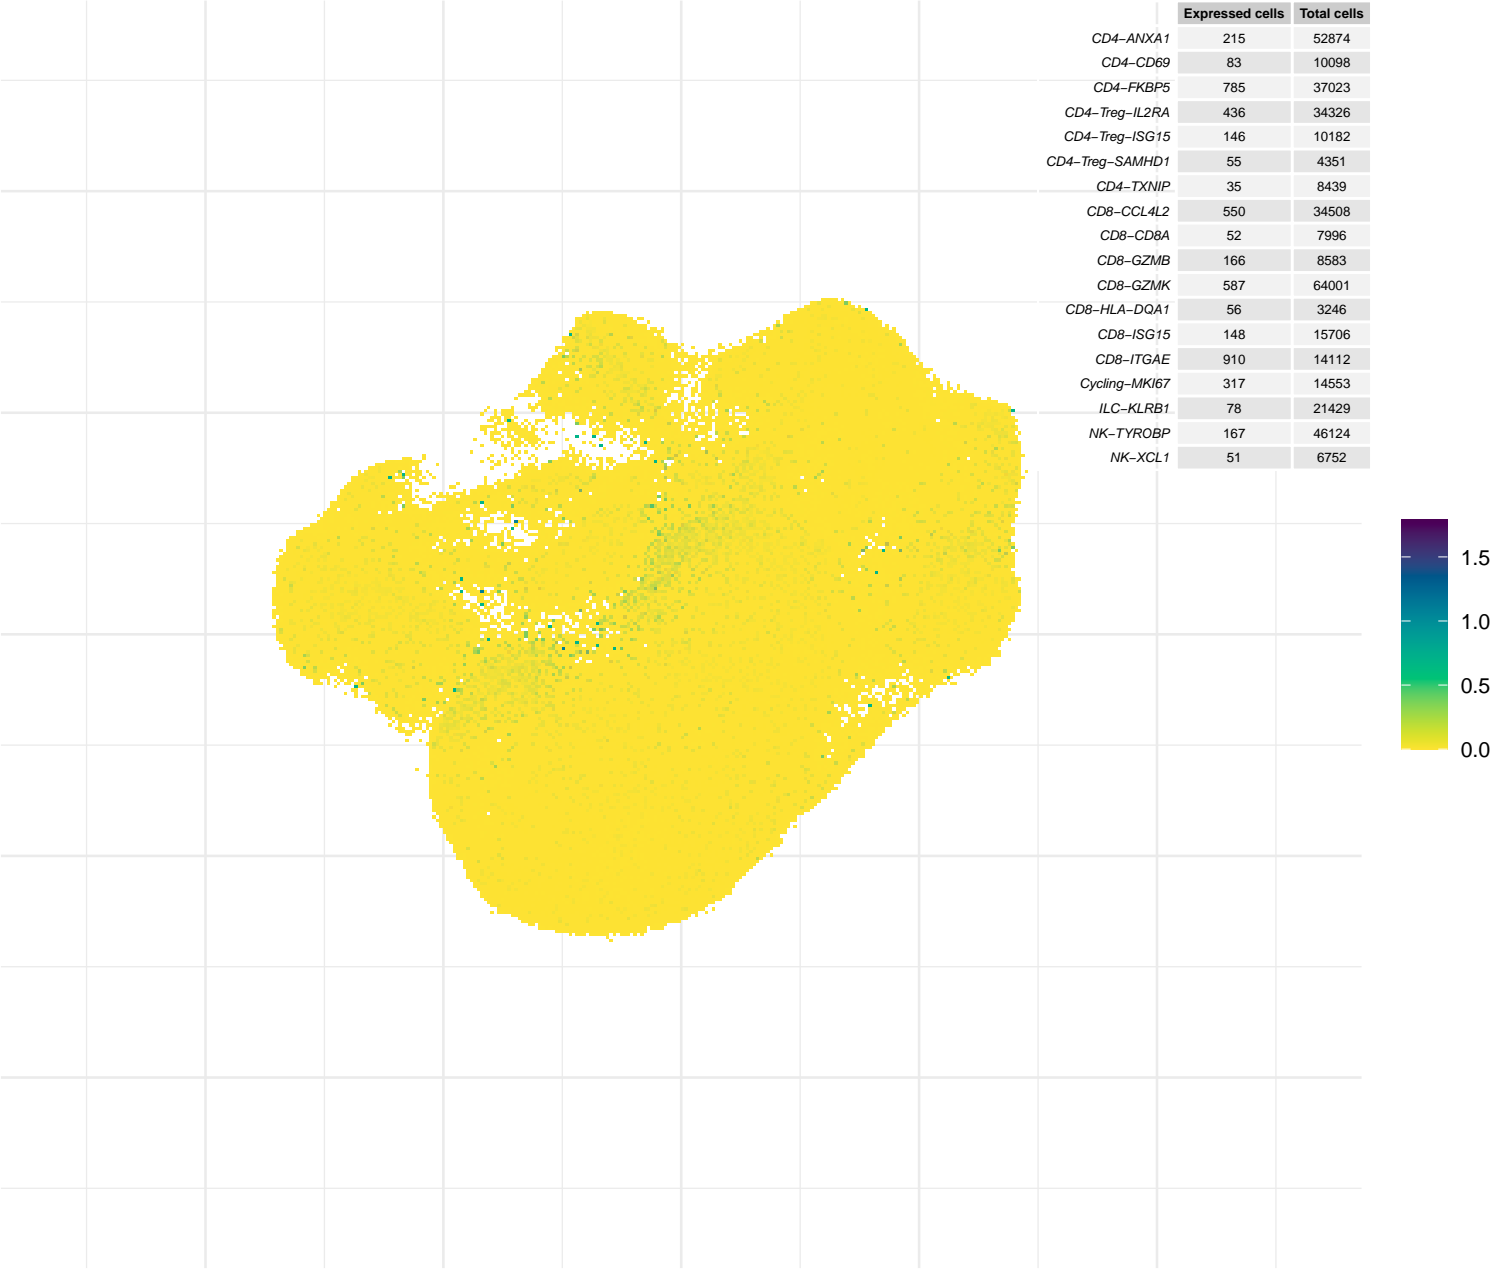 Expressed cells Total cells
CD4−ANXA1 215 52874
CD4−CD69 83 10098
CD4−FKBP5 785 37023
CD4−Treg−IL2RA 436 34326
CD4−Treg−ISG15 146 10182
CD4−Treg−SAMHD1 55 4351
CD4−TXNIP 35 8439
CD8−CCL4L2 550 34508
CD8−CD8A 52 7996
CD8−GZMB 166 8583
CD8−GZMK 587 64001
CD8−HLA−DQA1 56 3246
CD8−ISG15 148 15706
CD8−ITGAE 910 14112
Cycling−MKI67 317 14553
ILC−KLRB1 78 21429
NK−TYROBP 167 46124
NK−XCL1 51 6752
1.5
1.0
0.5
0.0